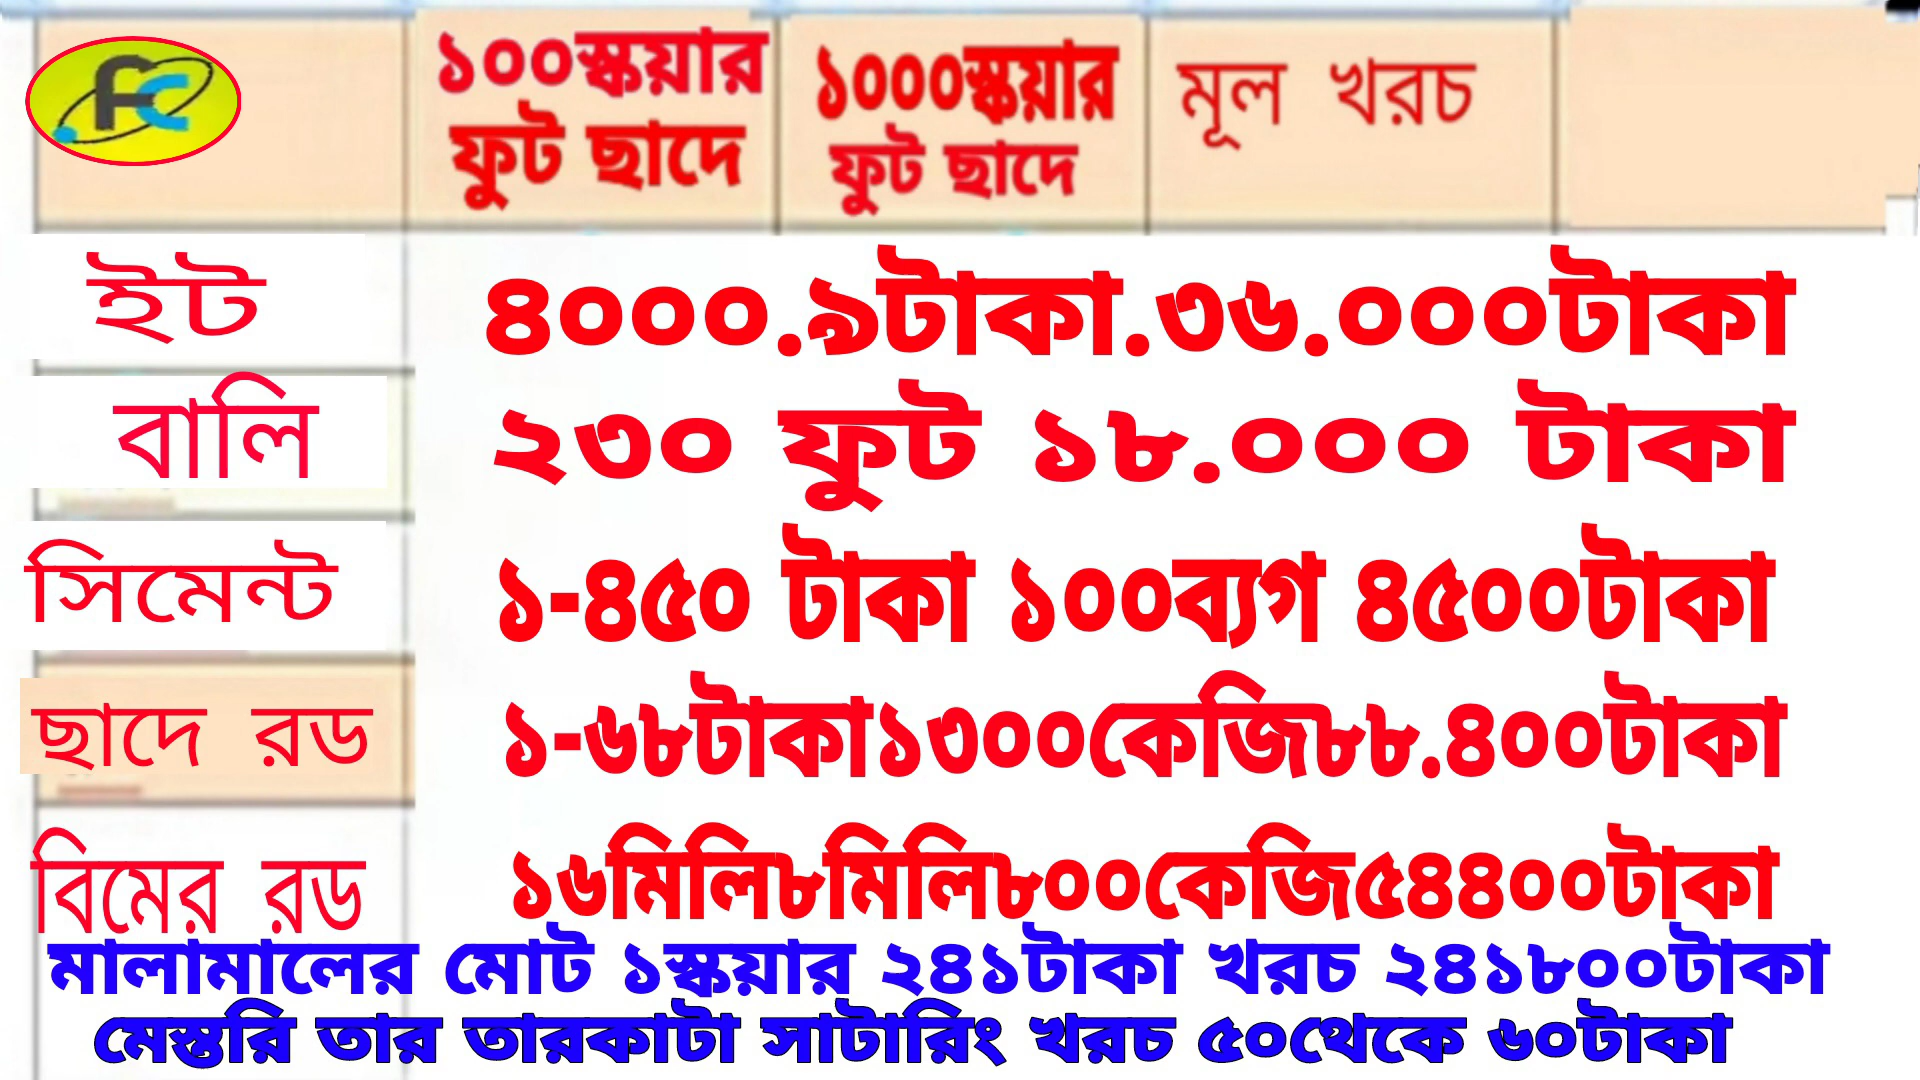 FC
১০০স্কয়ার
ফুট ছাদে
১০০০স্কয়ার
ফুট ছাদে
মূল খরচ
ইট
৪০০০.৯টাকা.৩৬.০০০টাকা
বালি
২৩০ ফুট ১৮.০০০ টাকা
সিমেন্ট
১-৪৫০ টাকা ১০০ব্যগ ৪৫০০টাকা
ছাদে রড
১-৬৮টাকা১৩০০কেজি৮৮.৪০০টাকা
বিমের রড
১৬মিলি৮মিলি৮০০কেজি৫৪৪০০টাকা
মালামালের মোট ১স্কয়ার ২৪১টাকা খরচ ২৪১৮০০টাকা
মেস্তরি তার তারকাটা সাটারিং খরচ ৫০থেকে ৬০টাকা